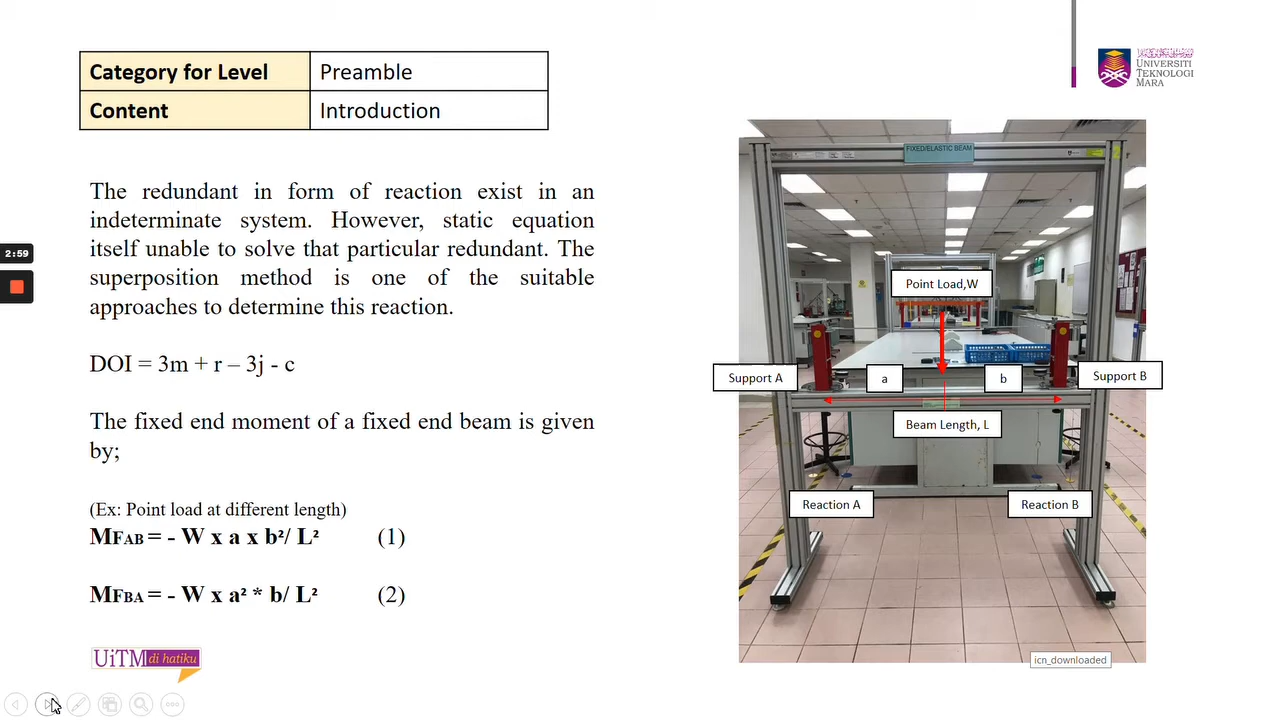 Category for Level Preamble
Content Introduction
UNIVERSITI
TEKNOLOGI
MARA
The redundant in form of reaction exist in an
indeterminate system. However, static equation
itself unable to solve that particular redundant. The
superposition method is one of the suitable
approaches to determine this reaction.
2:59
DOI = 3m + r – 3j - c
The fixed end moment of a fixed end beam is given
by;
(Ex: Point load at different length)
MFAB = - W x a x b²/ L² (1)
MFBA = - W x a² * b/ L² (2)
UiTM di hatiku
FIXED/ELASTIC BEAM
Point Load,W
Support A
a
b
Support B
Beam Length, L
Reaction A
Reaction B
icn_downloaded